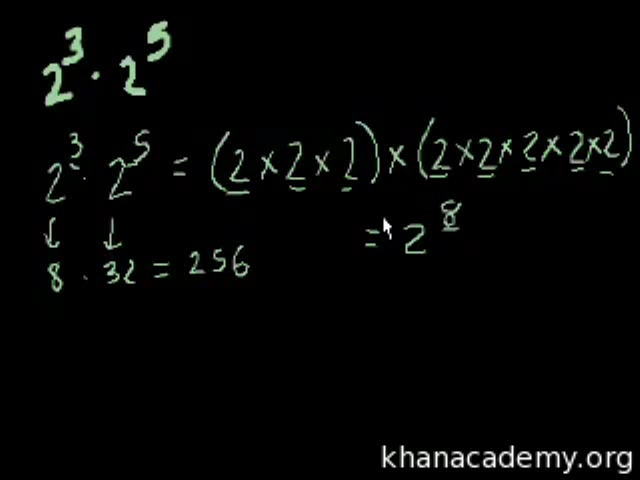 2³ · 2⁵
2³ · 2⁵ = (2 × 2 × 2) × (2 × 2 × 2 × 2 × 2)
↓ ↓ = 2⁸
8 · 32 = 256
khanacademy.org